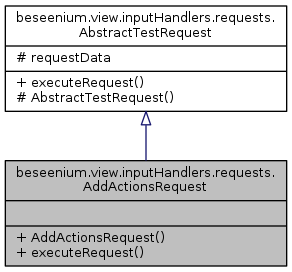 beseenium.view.inputHandlers.requests.
AbstractTestRequest
# requestData
+ executeRequest()
# AbstractTestRequest()
beseenium.view.inputHandlers.requests.
AddActionsRequest
+ AddActionsRequest()
+ executeRequest()